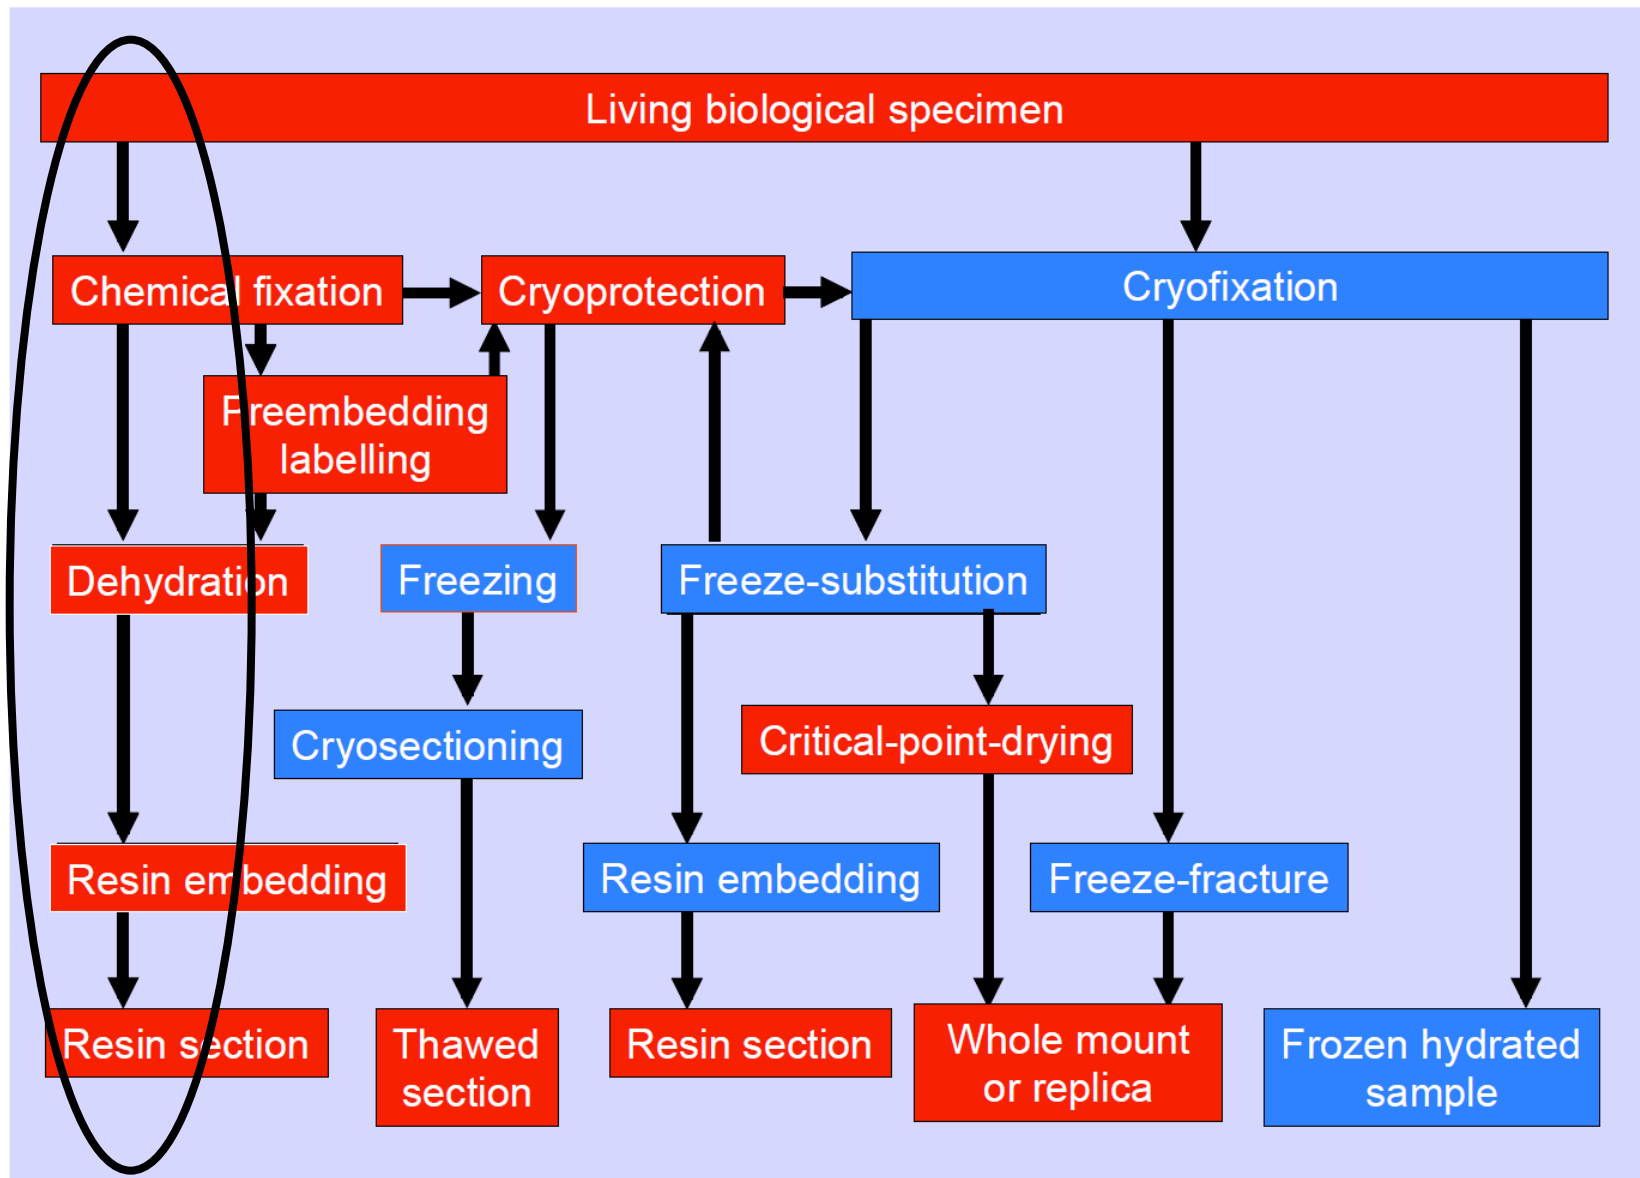 Living biological specimen
Chemical fixation
Cryoprotection
Cryofixation
Preembedding
labelling
Dehydration
Freezing
Freeze-substitution
Cryosectioning
Critical-point-drying
Resin embedding
Resin embedding
Freeze-fracture
Resin section
Thawed
section
Resin section
Whole mount
or replica
Frozen hydrated
sample